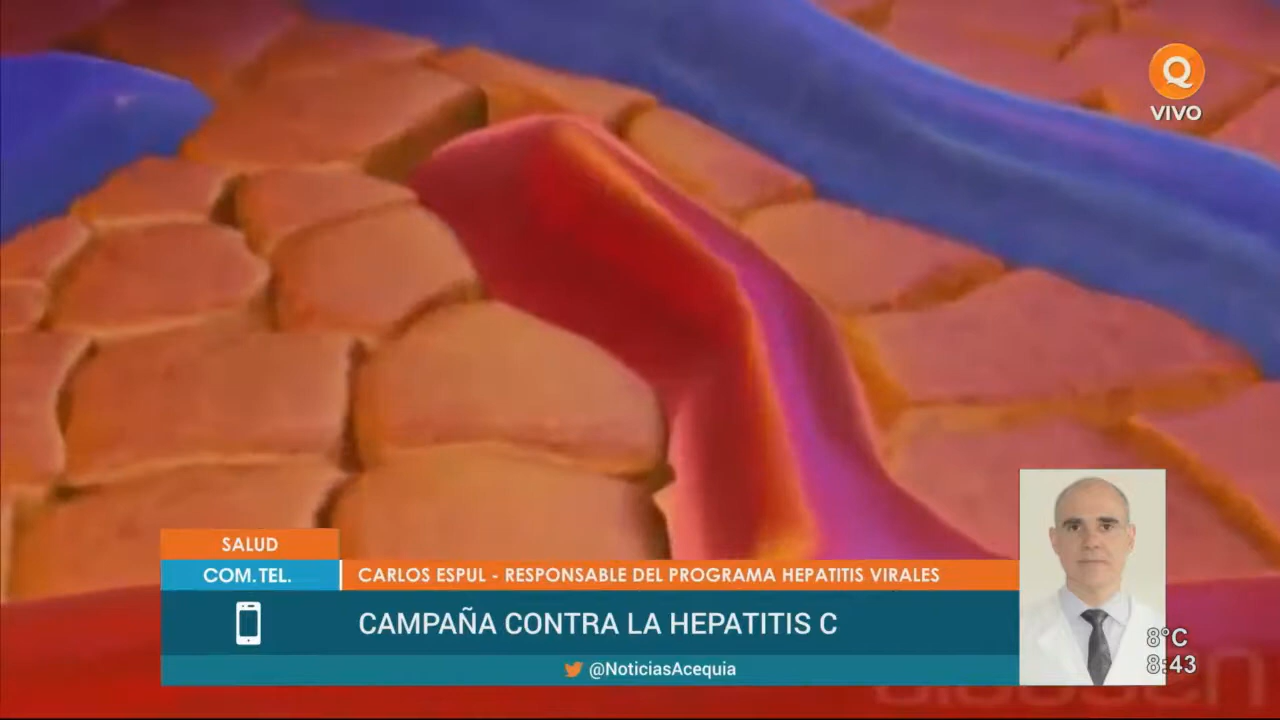 Q
VIVO
SALUD
COM.TEL.
CARLOS ESPUL - RESPONSABLE DEL PROGRAMA HEPATITIS VIRALES
CAMPAÑA CONTRA LA HEPATITIS C
@NoticiasAcequia
8°C
8:43